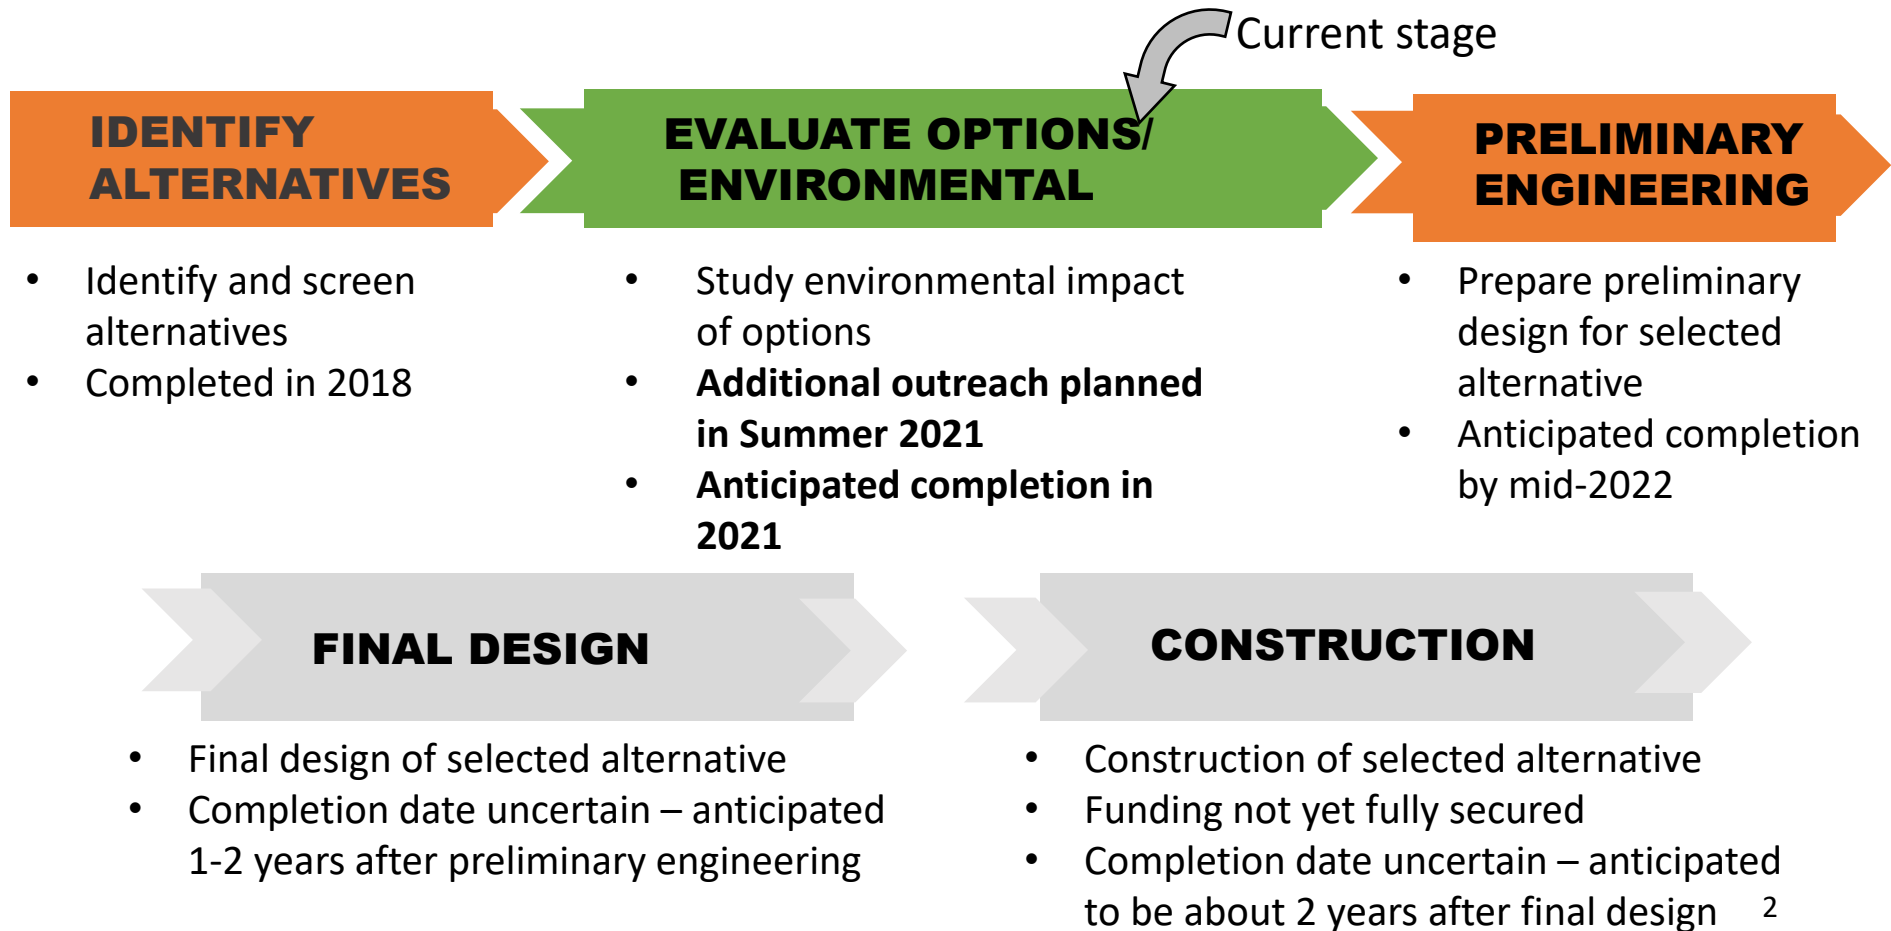 Current stage
IDENTIFY
ALTERNATIVES
EVALUATE OPTIONS/
ENVIRONMENTAL
PRELIMINARY
ENGINEERING
• Identify and screen
alternatives
• Completed in 2018
• Study environmental impact
of options
• Additional outreach planned
in Summer 2021
• Anticipated completion in
2021
• Prepare preliminary
design for selected
alternative
• Anticipated completion
by mid-2022
FINAL DESIGN
• Final design of selected alternative
• Completion date uncertain – anticipated
1-2 years after preliminary engineering
CONSTRUCTION
• Construction of selected alternative
• Funding not yet fully secured
• Completion date uncertain – anticipated
to be about 2 years after final design
2